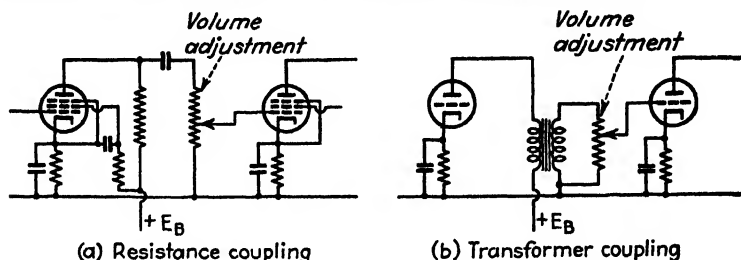 Volume
adjustment
+ E_B
(a) Resistance coupling
Volume
adjustment
+ E_B
(b) Transformer coupling